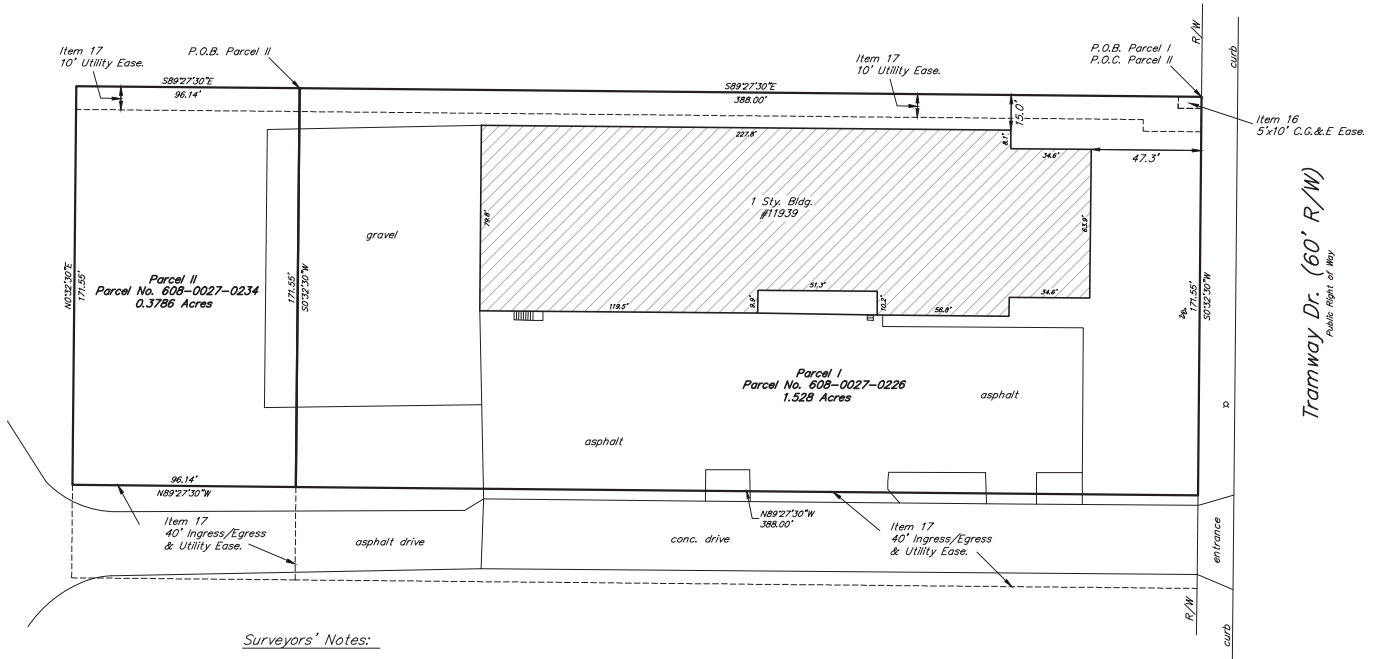 R/W
curb
Item 17
10' Utility Ease.
P.O.B. Parcel II
Item 17
10' Utility Ease.
P.O.B. Parcel I
P.O.C. Parcel II
S89°27'30"E
96.14'
S89°27'30"E
388.00'
15.0'
Item 16
5'x10' C.G.&.E Ease.
227.8'
8.1'
34.6'
47.3'
1 Sty. Bldg.
#11939
79.8'
63.9'
gravel
Tramway Dr. (60' R/W)
Public Right of Way
N0°32'30"E
171.55'
Parcel II
Parcel No. 608-0027-0234
0.3786 Acres
171.55'
S0°32'30"W
51.3'
119.5'
9.9'
10.2'
56.8'
34.6'
171.55'
S0°32'30"W
Parcel I
Parcel No. 608-0027-0226
1.528 Acres
asphalt
asphalt
96.14'
N89°27'30"W
N89°27'30"W
388.00'
Item 17
40' Ingress/Egress
& Utility Ease.
asphalt drive
conc. drive
Item 17
40' Ingress/Egress
& Utility Ease.
entrance
R/W
curb
Surveyors' Notes: